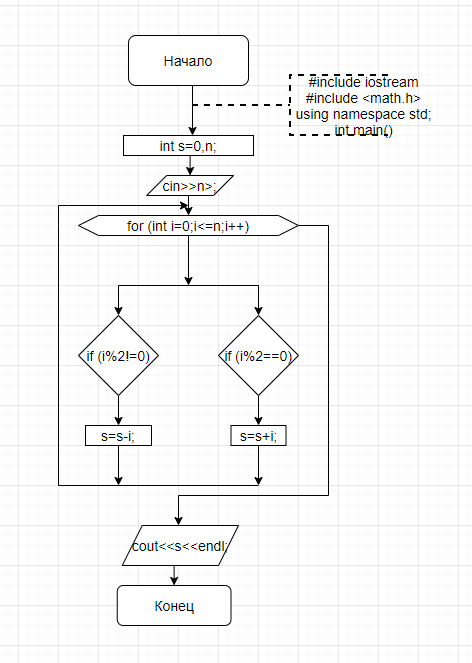 Начало
#include iostream
#include <math.h>
using namespace std;
int main()
int s=0,n;
cin>>n>;
for (int i=0;i<=n;i++)
if (i%2!=0)
if (i%2==0)
s=s-i;
s=s+i;
cout<<s<<endl;
Конец